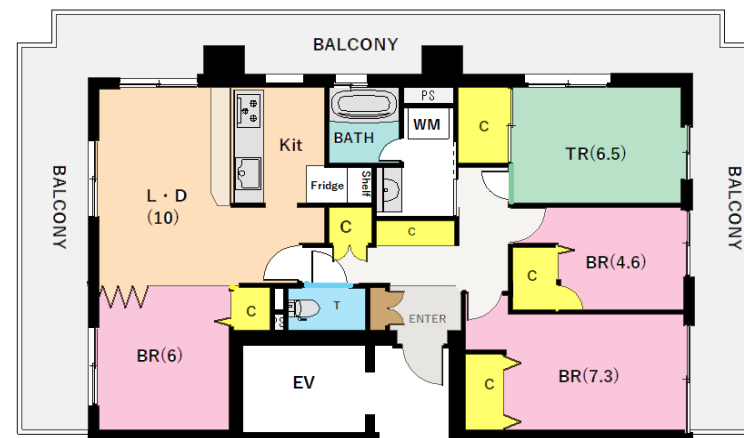 BALCONY
PS
WM
C
Kit
BATH
TR(6.5)
BALCONY
BALCONY
L・D
(10)
Fridge
Shelf
C
C
BR(4.6)
C
T
C
ENTER
BR(6)
EV
C
BR(7.3)